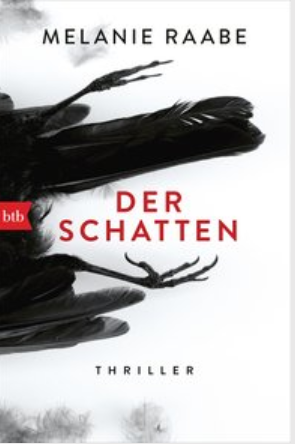 MELANIE RAABE
btb
DER
SCHATTEN
THRILLER